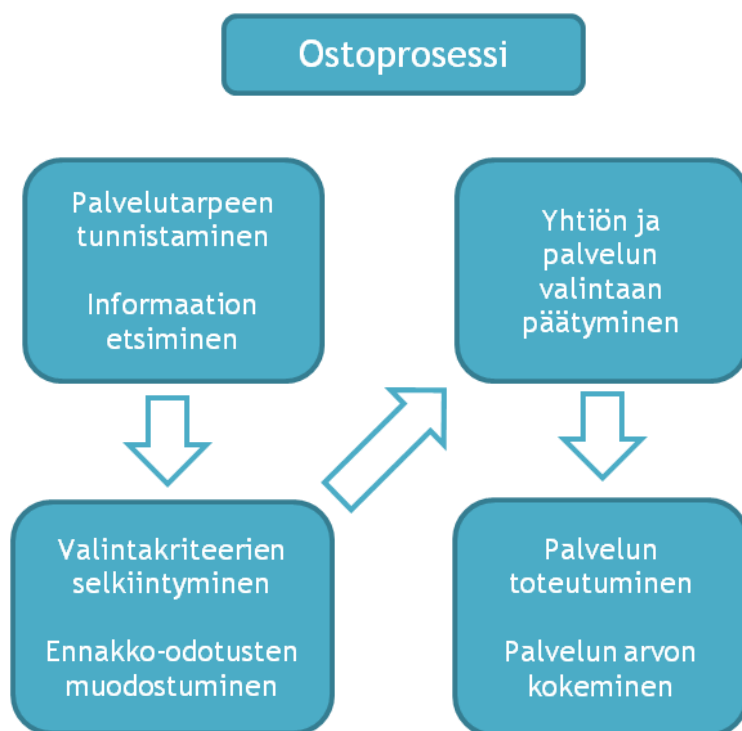 Ostoprosessi
Palvelutarpeen
tunnistaminen
Informaation
etsiminen
Valintakriteerien
selkiintyminen
Ennakko-odotusten
muodostuminen
Yhtiön ja
palvelun
valintaan
päätyminen
Palvelun
toteutuminen
Palvelun arvon
kokeminen